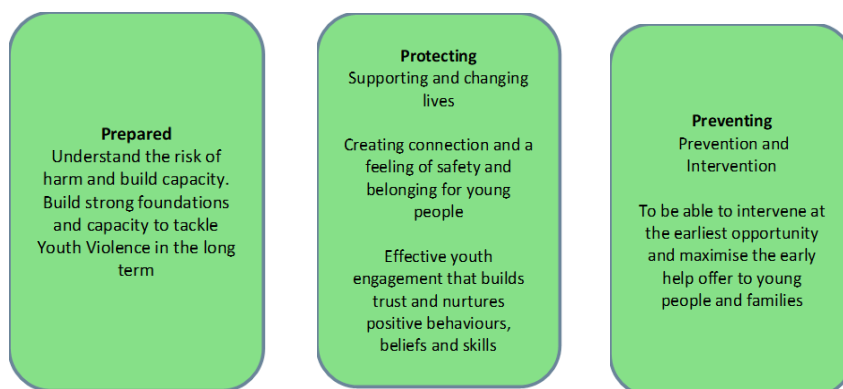 Prepared
Understand the risk of
harm and build capacity.
Build strong foundations
and capacity to tackle
Youth Violence in the long
term
Protecting
Supporting and changing
lives
Creating connection and a
feeling of safety and
belonging for young
people
Effective youth
engagement that builds
trust and nurtures
positive behaviours,
beliefs and skills
Preventing
Prevention and
Intervention
To be able to intervene at
the earliest opportunity
and maximise the early
help offer to young
people and families